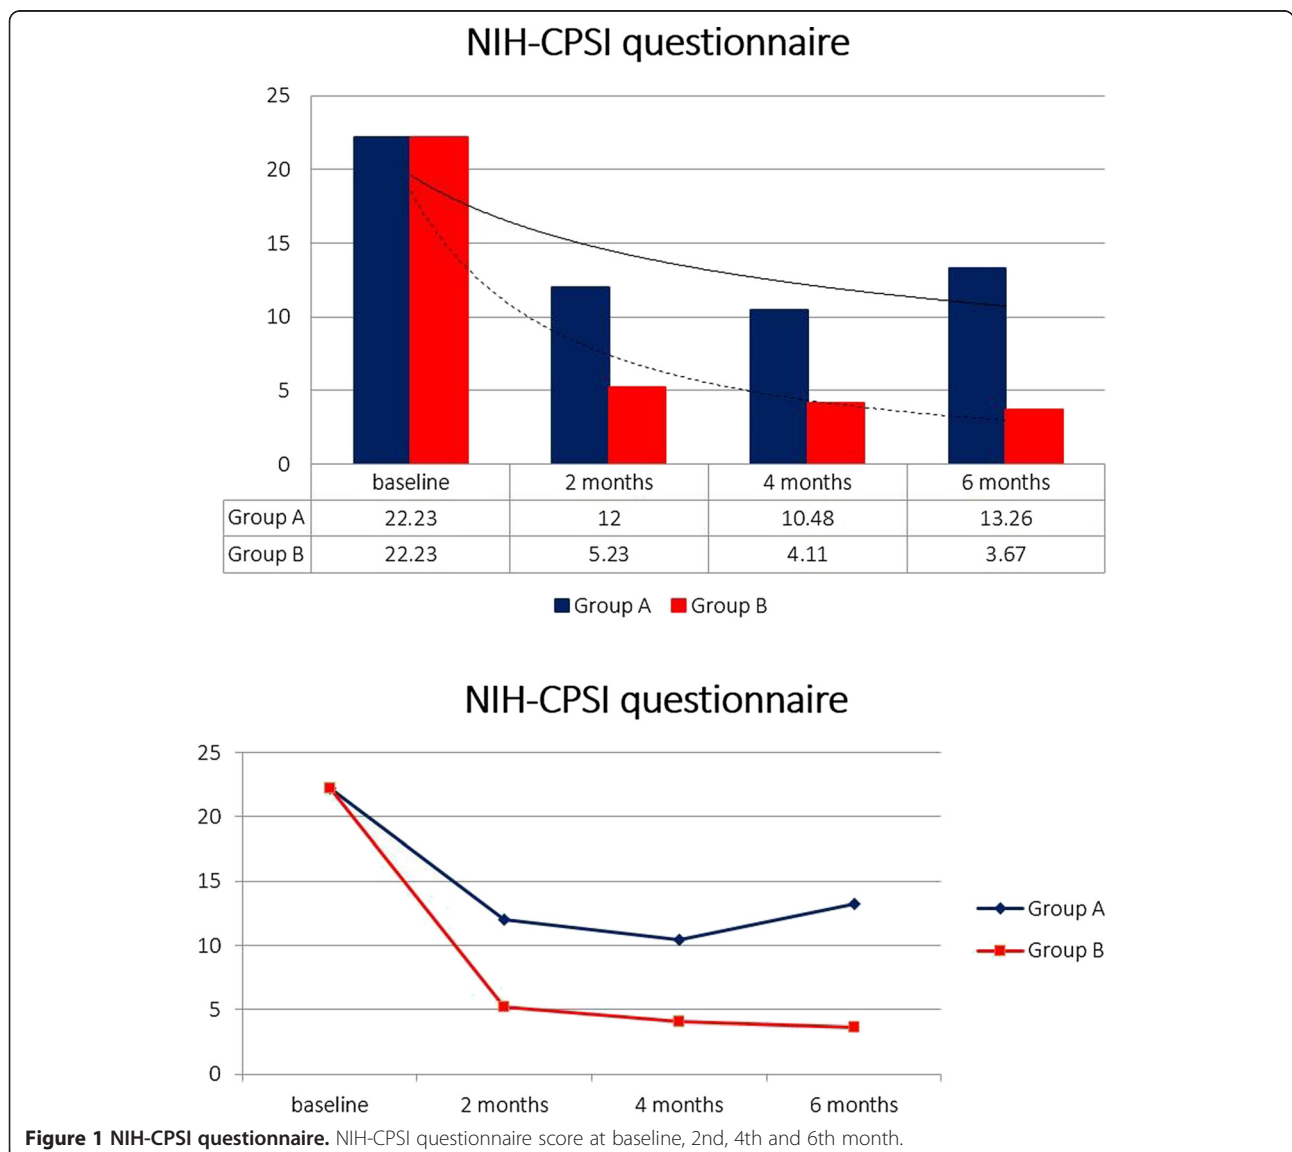 NIH-CPSI questionnaire
25
20
15
10
5
0
baseline 2 months 4 months 6 months
Group A 22.23 12 10.48 13.26
Group B 22.23 5.23 4.11 3.67
Group A Group B
NIH-CPSI questionnaire
25
20
15
10
5
0
Group A
Group B
baseline 2 months 4 months 6 months
Figure 1 NIH-CPSI questionnaire. NIH-CPSI questionnaire score at baseline, 2nd, 4th and 6th month.